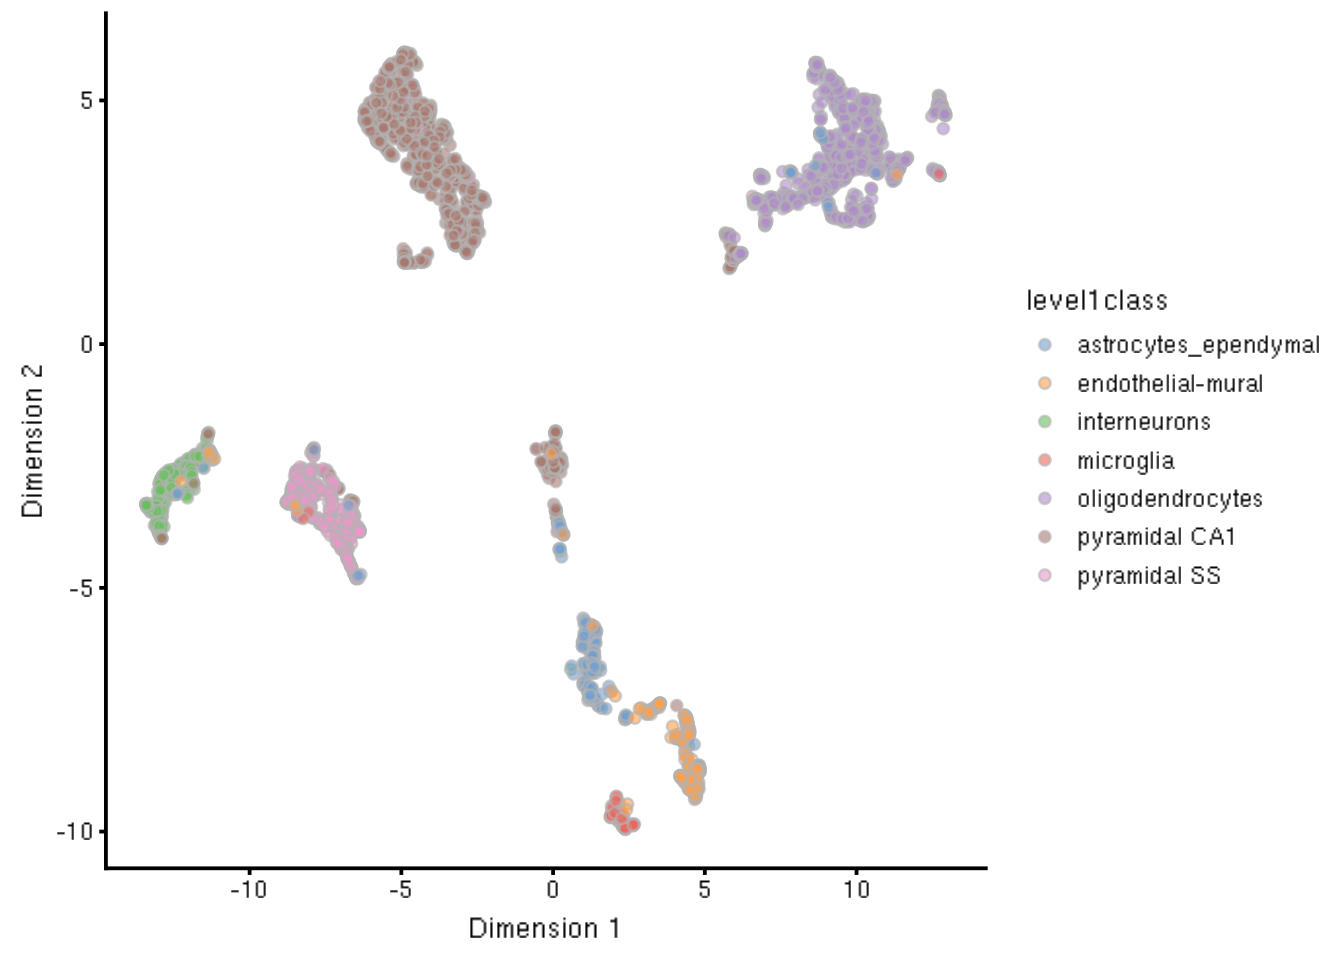 5
0
-5
-10
Dimension 2
-10 -5 0 5 10
Dimension 1
level1class
astrocytes_ependymal
endothelial-mural
interneurons
microglia
oligodendrocytes
pyramidal CA1
pyramidal SS